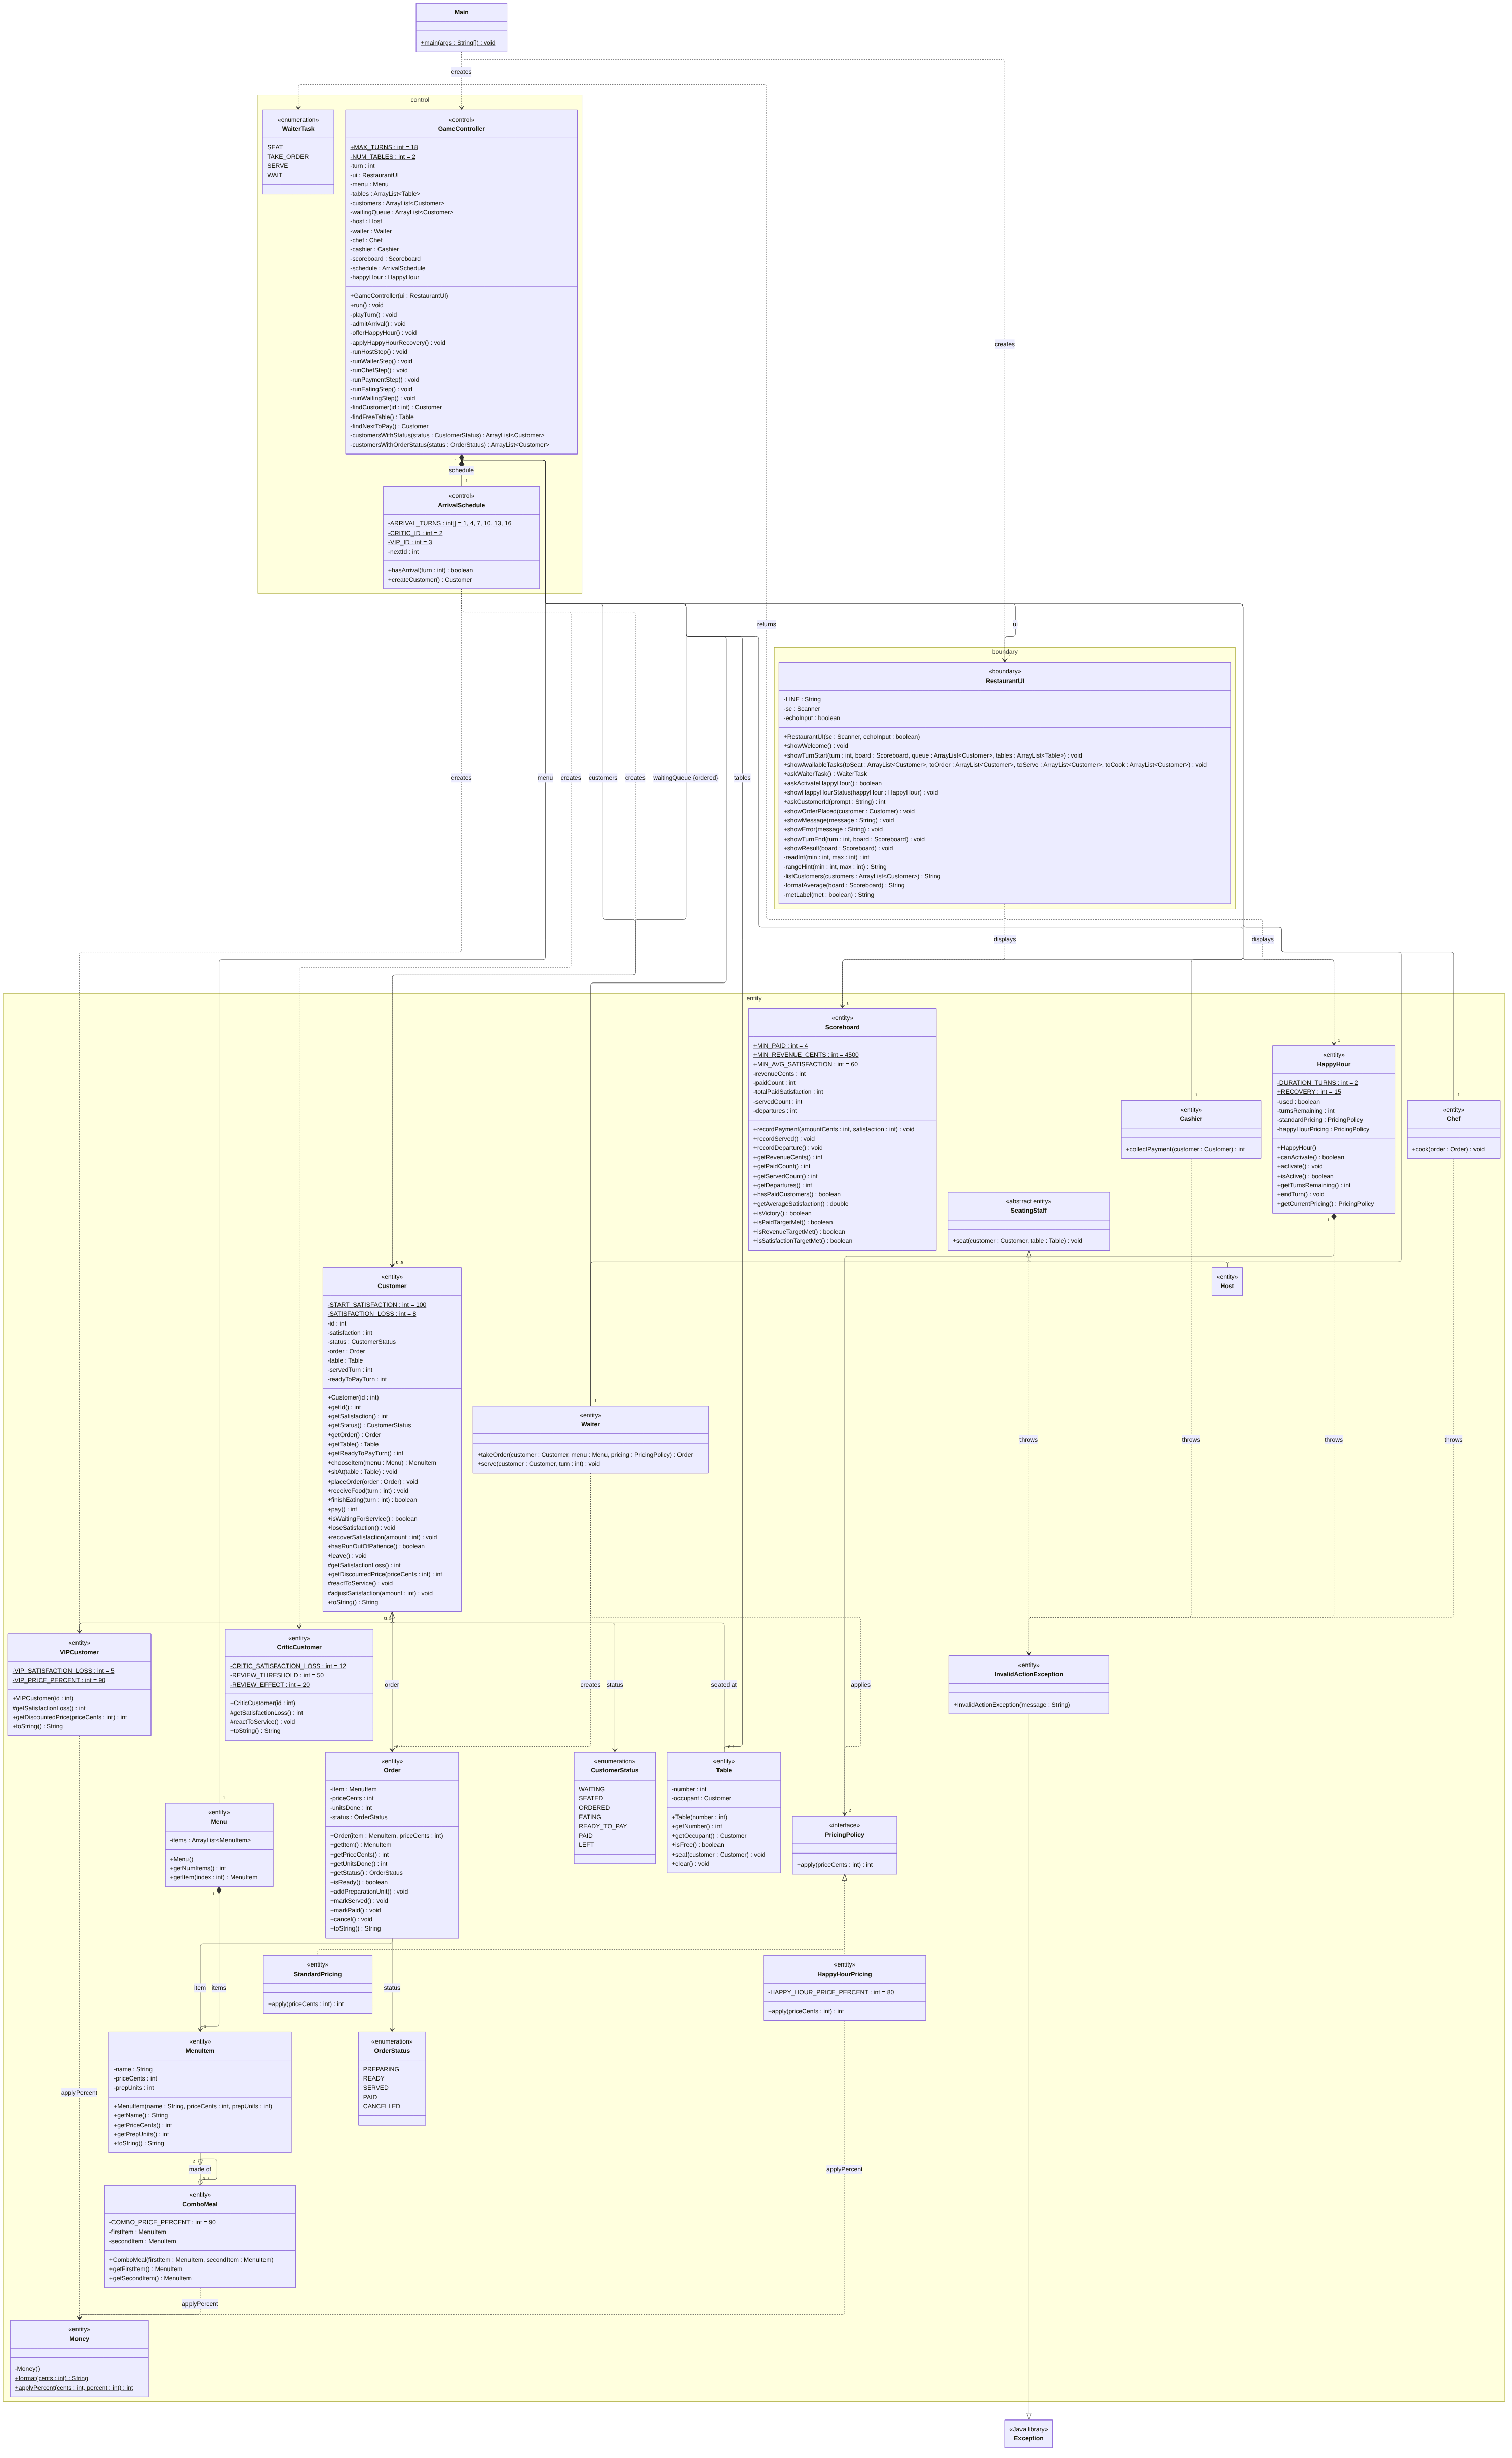 Main
+main(args : String[]) : void
creates
creates
control
«enumeration»
WaiterTask
SEAT
TAKE_ORDER
SERVE
WAIT
«control»
GameController
+MAX_TURNS : int = 18
-NUM_TABLES : int = 2
-turn : int
-ui : RestaurantUI
-menu : Menu
-tables : ArrayList<Table>
-customers : ArrayList<Customer>
-waitingQueue : ArrayList<Customer>
-host : Host
-waiter : Waiter
-chef : Chef
-cashier : Cashier
-scoreboard : Scoreboard
-schedule : ArrivalSchedule
-happyHour : HappyHour
+GameController(ui : RestaurantUI)
+run() : void
-playTurn() : void
-admitArrival() : void
-offerHappyHour() : void
-applyHappyHourRecovery() : void
-runHostStep() : void
-runWaiterStep() : void
-runChefStep() : void
-runPaymentStep() : void
-runEatingStep() : void
-runWaitingStep() : void
-findCustomer(id : int) : Customer
-findFreeTable() : Table
-findNextToPay() : Customer
-customersWithStatus(status : CustomerStatus) : ArrayList<Customer>
-customersWithOrderStatus(status : OrderStatus) : ArrayList<Customer>
1
schedule
1
«control»
ArrivalSchedule
-ARRIVAL_TURNS : int[] = 1, 4, 7, 10, 13, 16
-CRITIC_ID : int = 2
-VIP_ID : int = 3
-nextId : int
+hasArrival(turn : int) : boolean
+createCustomer() : Customer
returns
ui
boundary
1
«boundary»
RestaurantUI
-LINE : String
-sc : Scanner
-echoInput : boolean
+RestaurantUI(sc : Scanner, echoInput : boolean)
+showWelcome() : void
+showTurnStart(turn : int, board : Scoreboard, queue : ArrayList<Customer>, tables : ArrayList<Table>) : void
+showAvailableTasks(toSeat : ArrayList<Customer>, toOrder : ArrayList<Customer>, toServe : ArrayList<Customer>, toCook : ArrayList<Customer>) : void
+askWaiterTask() : WaiterTask
+askActivateHappyHour() : boolean
+showHappyHourStatus(happyHour : HappyHour) : void
+askCustomerId(prompt : String) : int
+showOrderPlaced(customer : Customer) : void
+showMessage(message : String) : void
+showError(message : String) : void
+showTurnEnd(turn : int, board : Scoreboard) : void
+showResult(board : Scoreboard) : void
-readInt(min : int, max : int) : int
-rangeHint(min : int, max : int) : String
-listCustomers(customers : ArrayList<Customer>) : String
-formatAverage(board : Scoreboard) : String
-metLabel(met : boolean) : String
creates
menu
creates
customers
creates
waitingQueue {ordered}
tables
displays
displays
entity
1
«entity»
Scoreboard
+MIN_PAID : int = 4
+MIN_REVENUE_CENTS : int = 4500
+MIN_AVG_SATISFACTION : int = 60
-revenueCents : int
-paidCount : int
-totalPaidSatisfaction : int
-servedCount : int
-departures : int
+recordPayment(amountCents : int, satisfaction : int) : void
+recordServed() : void
+recordDeparture() : void
+getRevenueCents() : int
+getPaidCount() : int
+getServedCount() : int
+getDepartures() : int
+hasPaidCustomers() : boolean
+getAverageSatisfaction() : double
+isVictory() : boolean
+isPaidTargetMet() : boolean
+isRevenueTargetMet() : boolean
+isSatisfactionTargetMet() : boolean
«abstract entity»
SeatingStaff
+seat(customer : Customer, table : Table) : void
1
«entity»
Cashier
+collectPayment(customer : Customer) : int
1
«entity»
HappyHour
-DURATION_TURNS : int = 2
+RECOVERY : int = 15
-used : boolean
-turnsRemaining : int
-standardPricing : PricingPolicy
-happyHourPricing : PricingPolicy
+HappyHour()
+canActivate() : boolean
+activate() : void
+isActive() : boolean
+getTurnsRemaining() : int
+endTurn() : void
+getCurrentPricing() : PricingPolicy
1
1
«entity»
Chef
+cook(order : Order) : void
«entity»
Host
«entity»
Customer
-START_SATISFACTION : int = 100
-SATISFACTION_LOSS : int = 8
-id : int
-satisfaction : int
-status : CustomerStatus
-order : Order
-table : Table
-servedTurn : int
-readyToPayTurn : int
+Customer(id : int)
+getId() : int
+getSatisfaction() : int
+getStatus() : CustomerStatus
+getOrder() : Order
+getTable() : Table
+getReadyToPayTurn() : int
+chooseItem(menu : Menu) : MenuItem
+sitAt(table : Table) : void
+placeOrder(order : Order) : void
+receiveFood(turn : int) : void
+finishEating(turn : int) : boolean
+pay() : int
+isWaitingForService() : boolean
+loseSatisfaction() : void
+recoverSatisfaction(amount : int) : void
+hasRunOutOfPatience() : boolean
+leave() : void
#getSatisfactionLoss() : int
+getDiscountedPrice(priceCents : int) : int
#reactToService() : void
#adjustSatisfaction(amount : int) : void
+toString() : String
1
«entity»
Waiter
+takeOrder(customer : Customer, menu : Menu, pricing : PricingPolicy) : Order
+serve(customer : Customer, turn : int) : void
throws
throws
throws
throws
«entity»
VIPCustomer
-VIP_SATISFACTION_LOSS : int = 5
-VIP_PRICE_PERCENT : int = 90
+VIPCustomer(id : int)
#getSatisfactionLoss() : int
+getDiscountedPrice(priceCents : int) : int
+toString() : String
«entity»
CriticCustomer
-CRITIC_SATISFACTION_LOSS : int = 12
-REVIEW_THRESHOLD : int = 50
-REVIEW_EFFECT : int = 20
+CriticCustomer(id : int)
#getSatisfactionLoss() : int
#reactToService() : void
+toString() : String
order
creates
status
seated at
applies
«entity»
InvalidActionException
+InvalidActionException(message : String)
1
«entity»
Menu
-items : ArrayList<MenuItem>
+Menu()
+getNumItems() : int
+getItem(index : int) : MenuItem
1
«entity»
Order
-item : MenuItem
-priceCents : int
-unitsDone : int
-status : OrderStatus
+Order(item : MenuItem, priceCents : int)
+getItem() : MenuItem
+getPriceCents() : int
+getUnitsDone() : int
+getStatus() : OrderStatus
+isReady() : boolean
+addPreparationUnit() : void
+markServed() : void
+markPaid() : void
+cancel() : void
+toString() : String
«enumeration»
CustomerStatus
WAITING
SEATED
ORDERED
EATING
READY_TO_PAY
PAID
LEFT
«entity»
Table
-number : int
-occupant : Customer
+Table(number : int)
+getNumber() : int
+getOccupant() : Customer
+isFree() : boolean
+seat(customer : Customer) : void
+clear() : void
2
«interface»
PricingPolicy
+apply(priceCents : int) : int
«entity»
StandardPricing
+apply(priceCents : int) : int
«entity»
HappyHourPricing
-HAPPY_HOUR_PRICE_PERCENT : int = 80
+apply(priceCents : int) : int
item
items
status
«entity»
MenuItem
-name : String
-priceCents : int
-prepUnits : int
+MenuItem(name : String, priceCents : int, prepUnits : int)
+getName() : String
+getPriceCents() : int
+getPrepUnits() : int
+toString() : String
«enumeration»
OrderStatus
PREPARING
READY
SERVED
PAID
CANCELLED
applyPercent
2
made of
applyPercent
«entity»
ComboMeal
-COMBO_PRICE_PERCENT : int = 90
-firstItem : MenuItem
-secondItem : MenuItem
+ComboMeal(firstItem : MenuItem, secondItem : MenuItem)
+getFirstItem() : MenuItem
+getSecondItem() : MenuItem
applyPercent
«entity»
Money
-Money()
+format(cents : int) : String
+applyPercent(cents : int, percent : int) : int
«Java library»
Exception